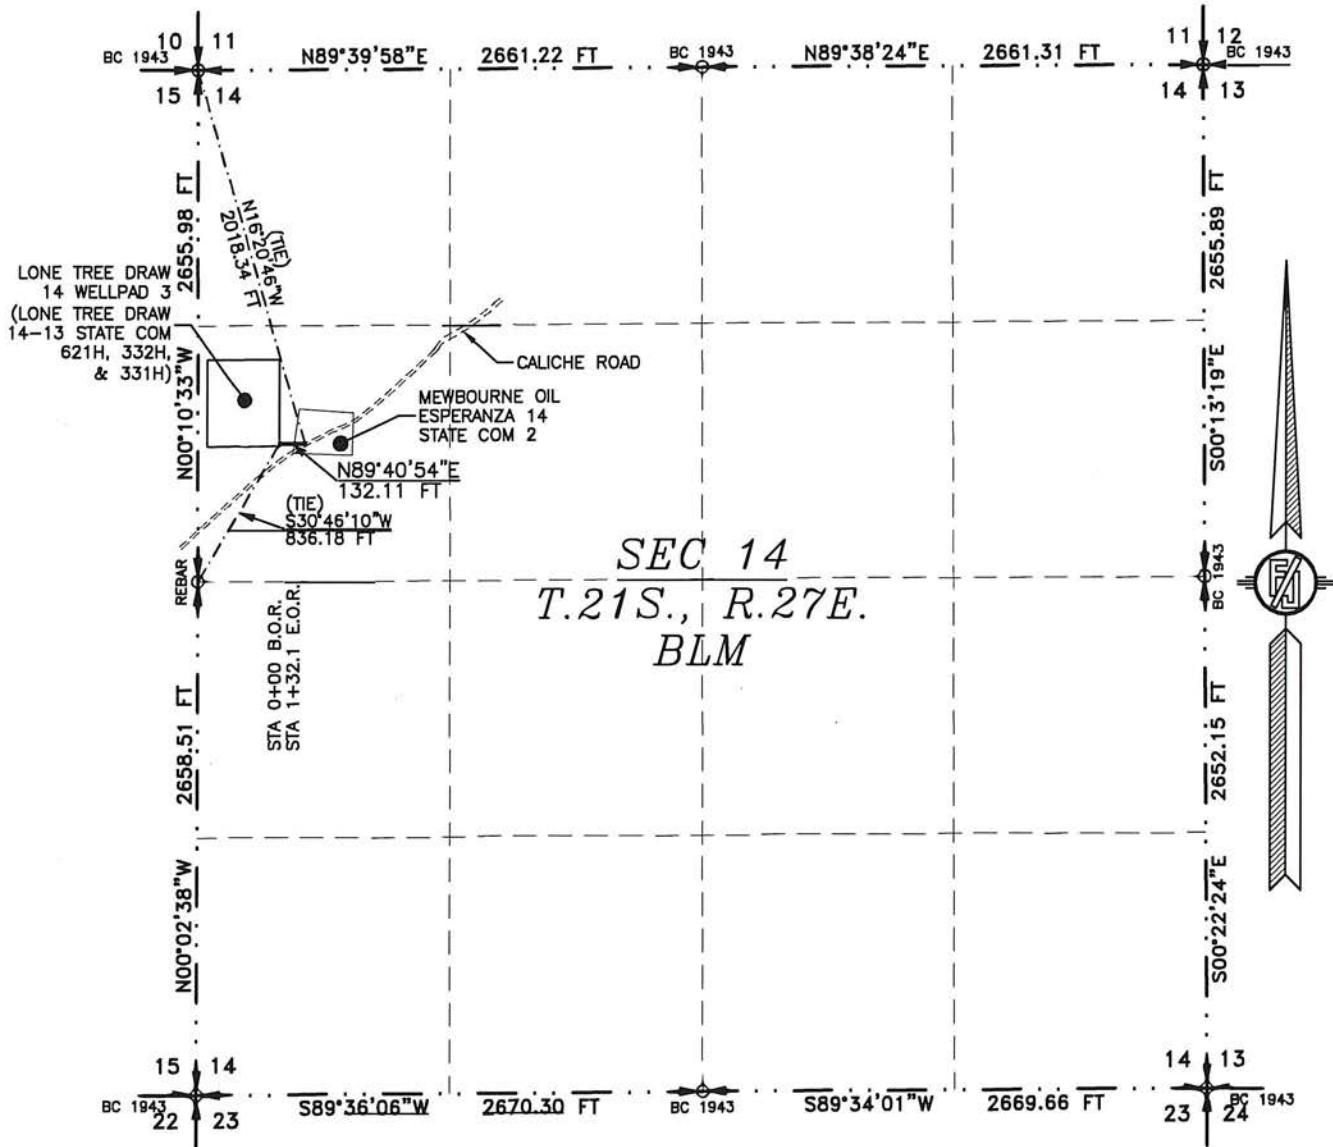 10 11
BC 1943
15 14
N89°39'58"E 2661.22 FT
BC 1943
N89°38'24"E 2661.31 FT
11 12
BC 1943
14 13
2655.98 FT
N00°10'33"W
(TIE)
N16°20'46"W
2018.34 FT
2655.89 FT
S00°13'19"E
LONE TREE DRAW
14 WELLPAD 3
(LONE TREE DRAW
14-13 STATE COM
621H, 332H,
& 331H)
CALICHE ROAD
MEWBOURNE OIL
ESPERANZA 14
STATE COM 2
N89°40'54"E
132.11 FT
(TIE)
S30°46'10"W
836.18 FT
REBAR
BC 1943
SEC 14
T.21S., R.27E.
BLM
STA 0+00 B.O.R.
STA 1+32.1 E.O.R.
2658.51 FT
N00°02'38"W
2652.15 FT
S00°22'24"E
15 14
BC 1943
22 23
S89°36'06"W 2670.30 FT
BC 1943
S89°34'01"W 2669.66 FT
14 13
BC 1943
23 24